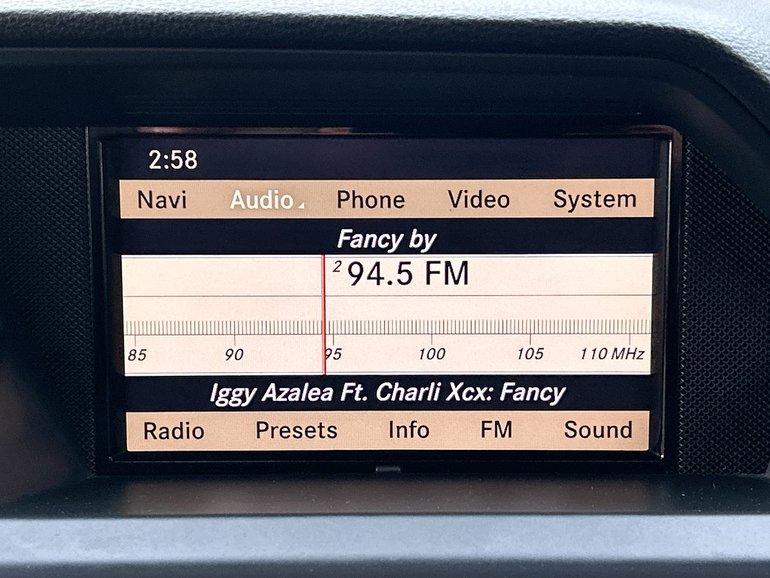 2:58
Navi Audio Phone Video System
Fancy by
2 94.5 FM
85 90 95 100 105 110 MHz
Iggy Azalea Ft. Charli Xcx: Fancy
Radio Presets Info FM Sound